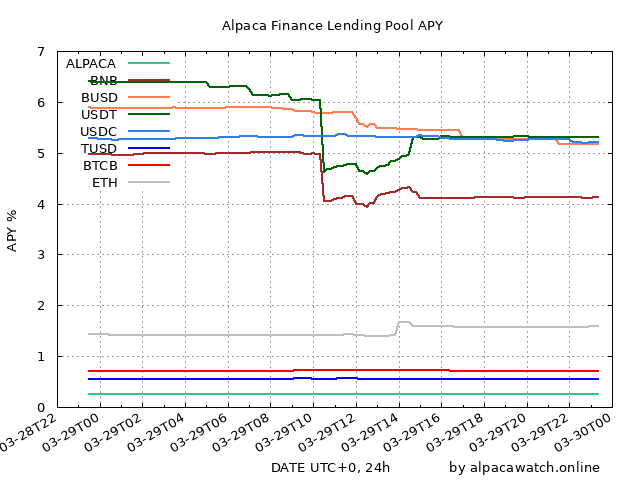 Alpaca Finance Lending Pool APY
7
6
5
4
3
2
1
0
APY %
ALPACA
BNB
BUSD
USDT
USDC
TUSD
BTCB
ETH
03-28T22
03-29T00
03-29T02
03-29T04
03-29T06
03-29T08
03-29T10
03-29T12
03-29T14
03-29T16
03-29T18
03-29T20
03-29T22
03-30T00
DATE UTC+0, 24h
by alpacawatch.online